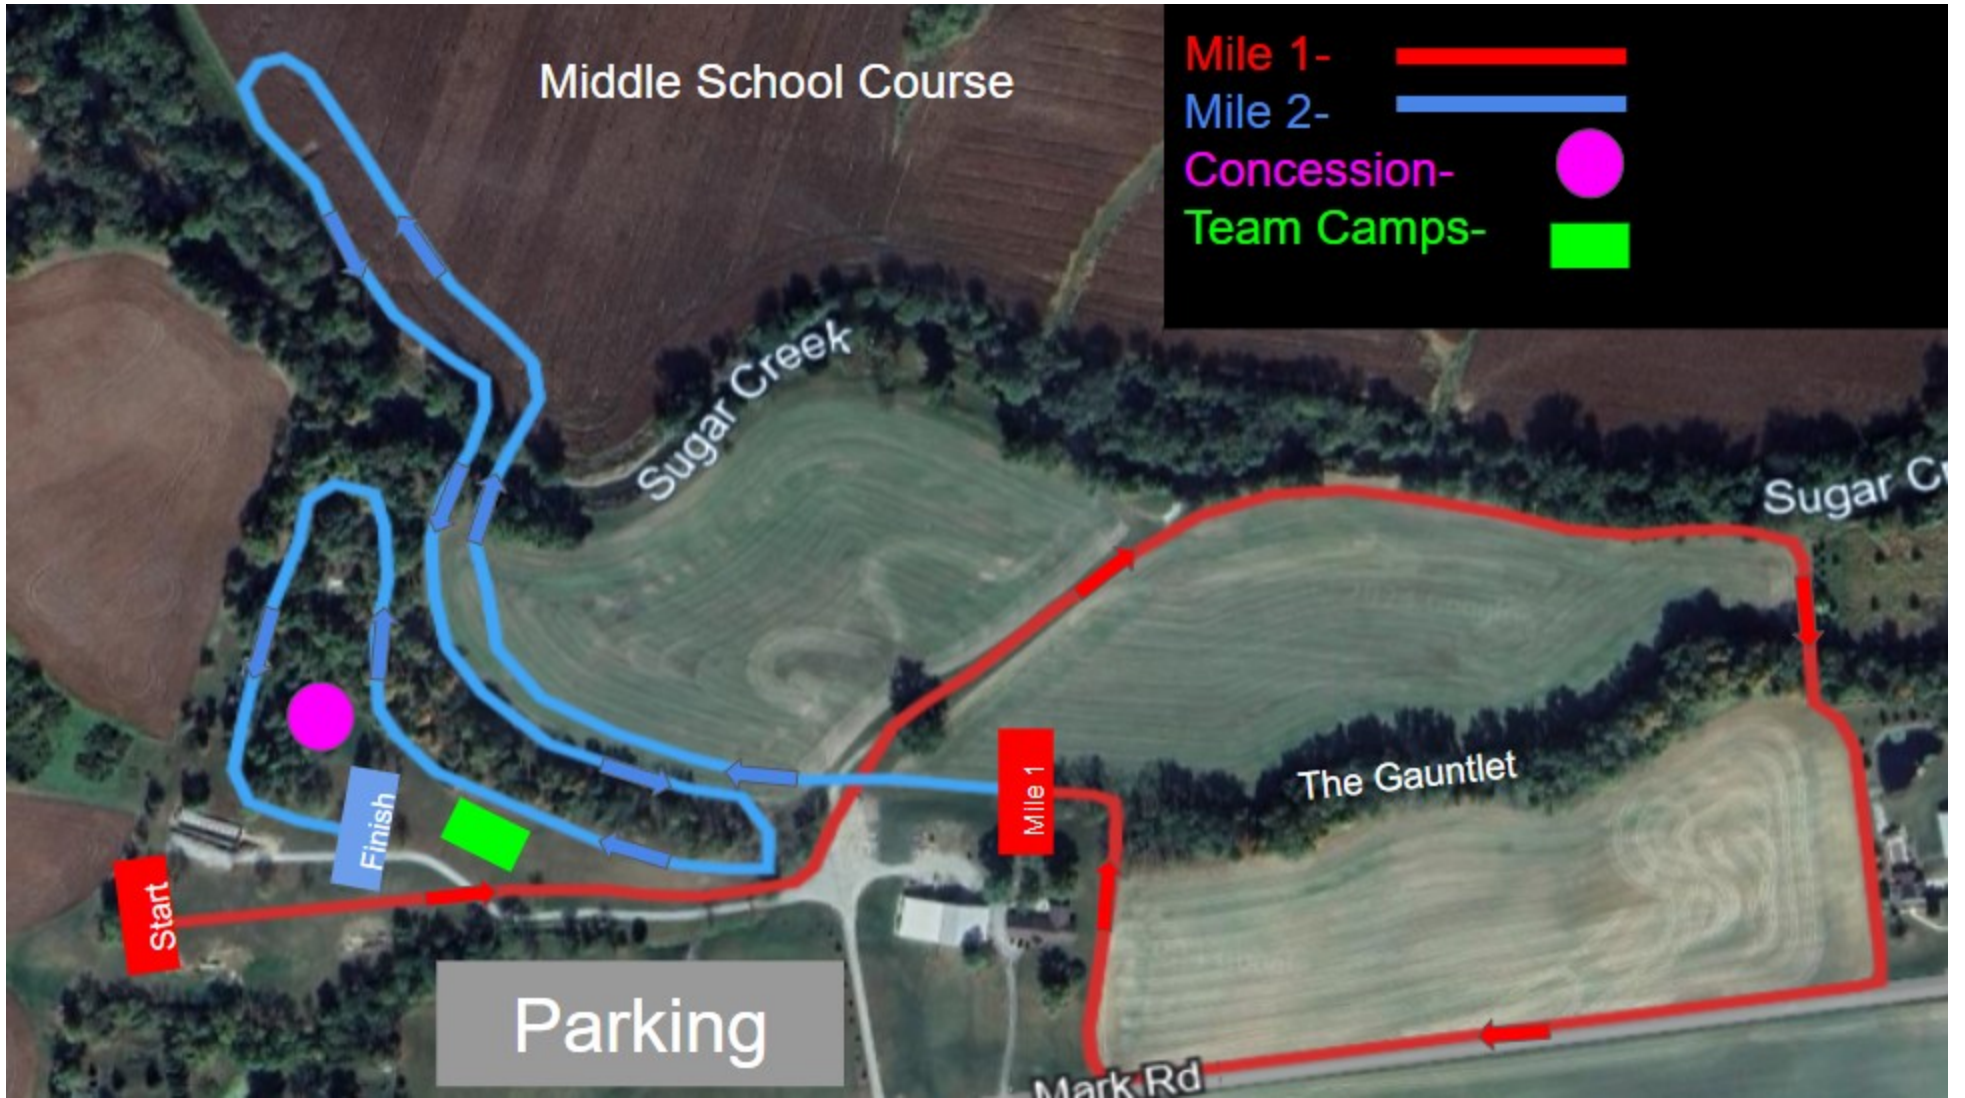 Middle School Course
Mile 1-
Mile 2-
Concession-
Team Camps-
Sugar Creek
Sugar
The Gauntlet
Mile 1
Finish
Start
Parking
Mark Rd